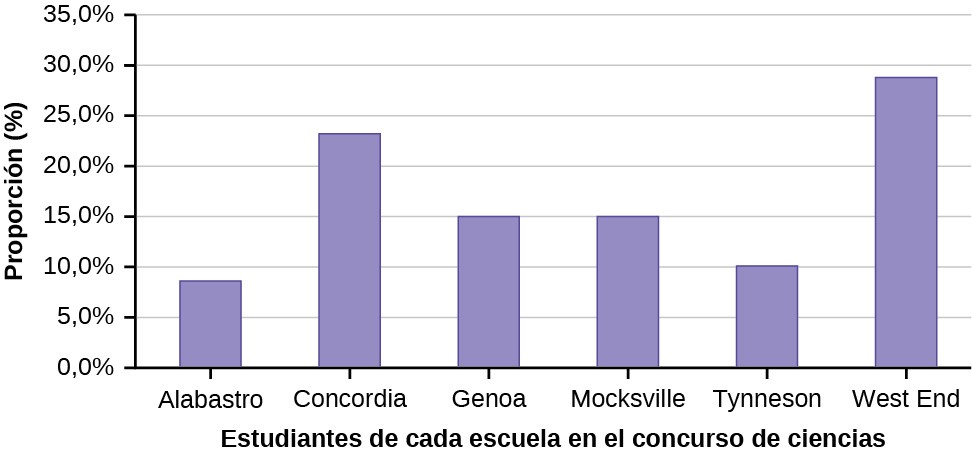 35,0%
30,0%
25,0%
20,0%
15,0%
10,0%
5,0%
0,0%
Proporción (%)
Alabastro Concordia Genoa Mocksville Tynneson West End
Estudiantes de cada escuela en el concurso de ciencias